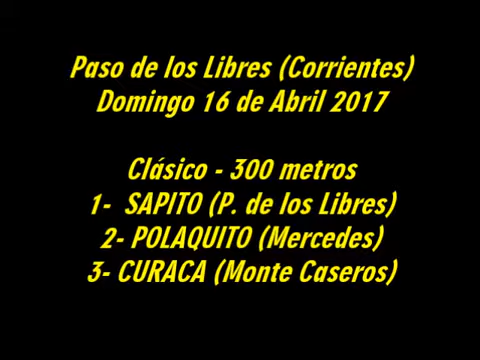 Paso de los Libres (Corrientes)
Domingo 16 de Abril 2017
Clásico - 300 metros
1- SAPITO (P. de los Libres)
2- POLAQUITO (Mercedes)
3- CURACA (Monte Caseros)